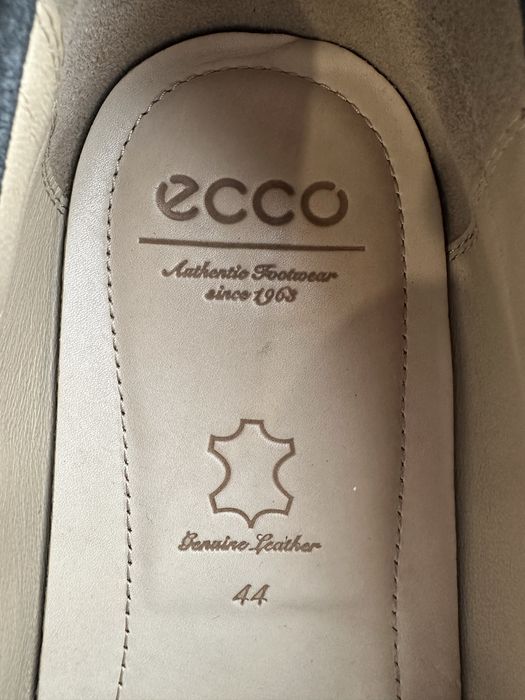 ecco
Authentic Footwear
since 1963
Genuine Leather
44